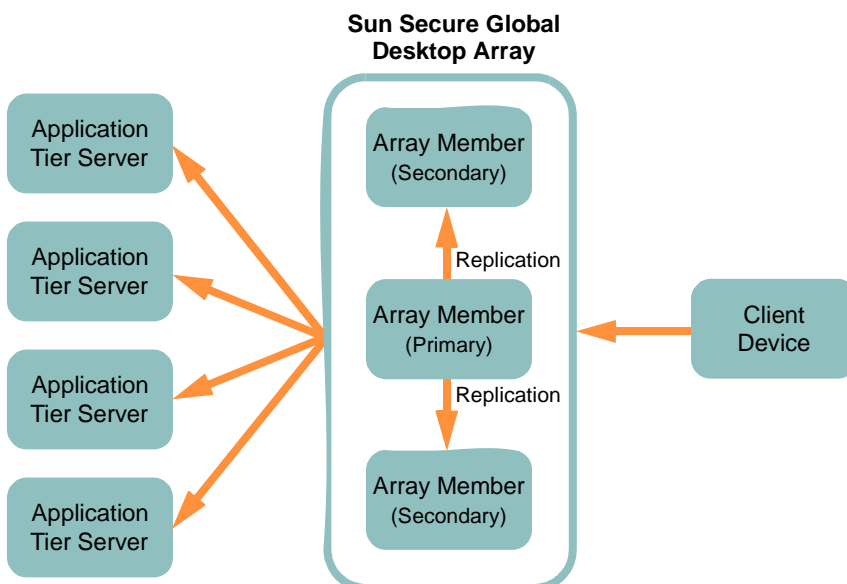 Sun Secure Global
Desktop Array
Application
Tier Server
Application
Tier Server
Application
Tier Server
Application
Tier Server
Array Member
(Secondary)
Replication
Array Member
(Primary)
Replication
Array Member
(Secondary)
Client
Device